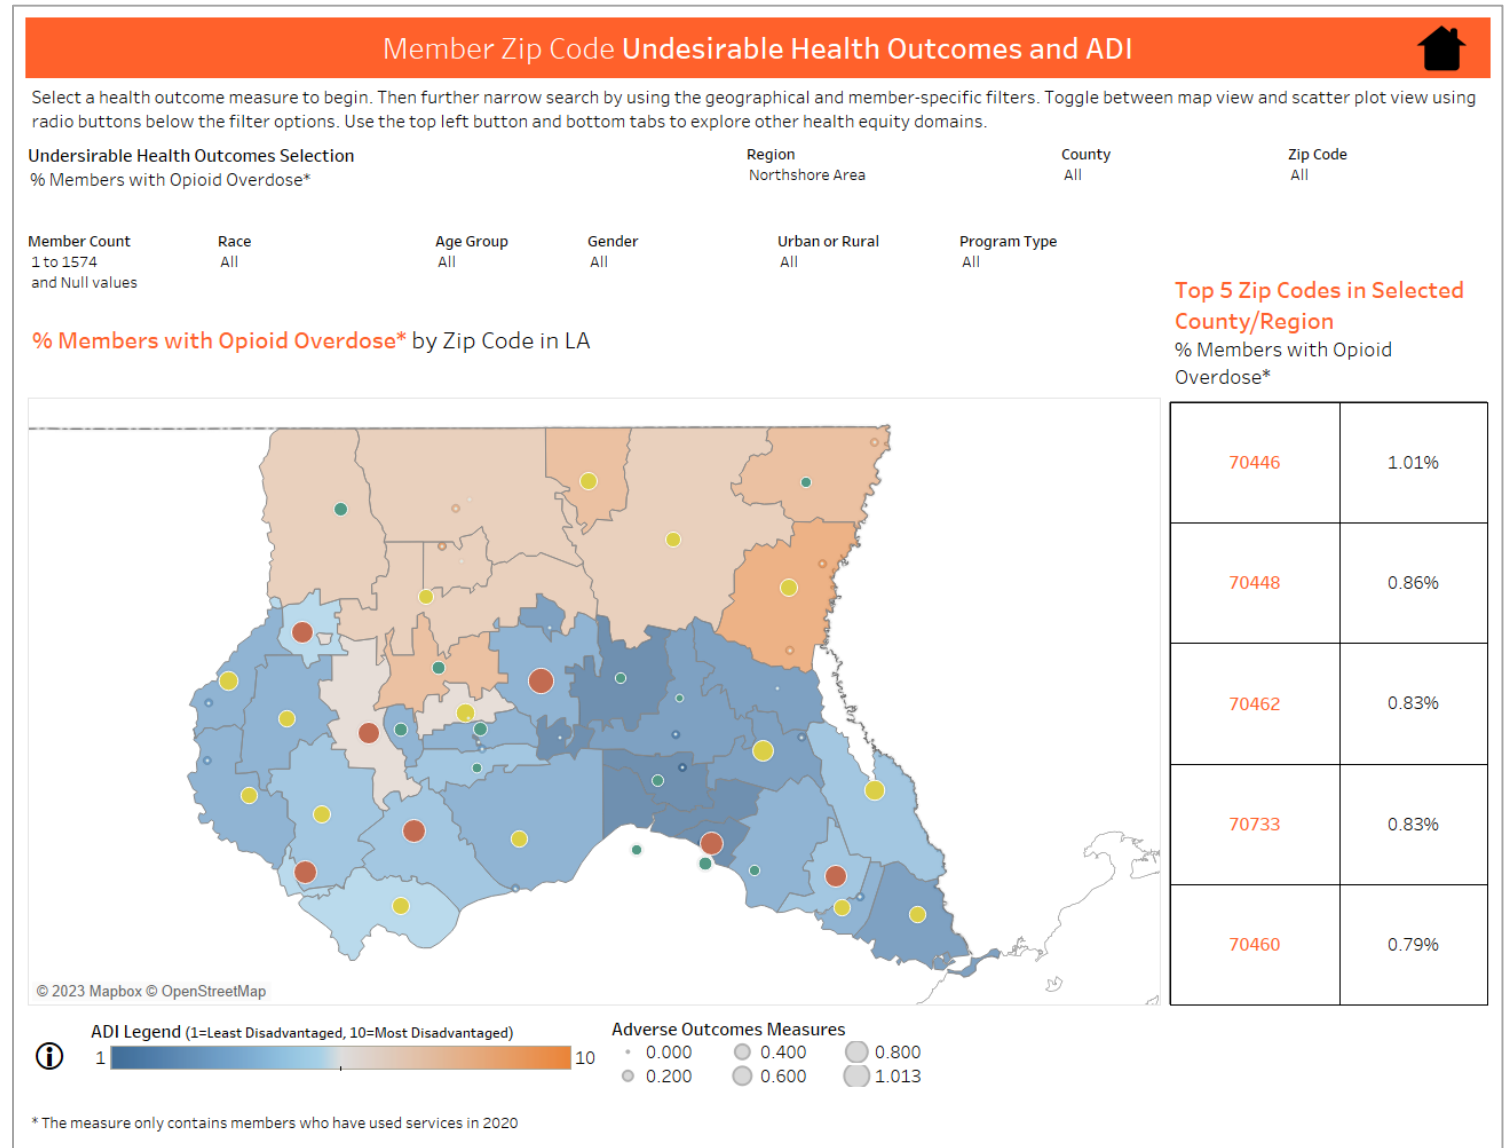 Member Zip Code Undesirable Health Outcomes and ADI
Select a health outcome measure to begin. Then further narrow search by using the geographical and member-specific filters. Toggle between map view and scatter plot view using
radio buttons below the filter options. Use the top left button and bottom tabs to explore other health equity domains.
Undersirable Health Outcomes Selection
% Members with Opioid Overdose*
Region
Northshore Area
County
All
Zip Code
All
Member Count
1 to 1574
and Null values
Race
All
Age Group
All
Gender
All
Urban or Rural
All
Program Type
All
% Members with Opioid Overdose* by Zip Code in LA
Top 5 Zip Codes in Selected
County/Region
% Members with Opioid
Overdose*
70446 1.01%
70448 0.86%
70462 0.83%
70733 0.83%
70460 0.79%
© 2023 Mapbox © OpenStreetMap
ADI Legend (1=Least Disadvantaged, 10=Most Disadvantaged)
1 10
Adverse Outcomes Measures
0.000 0.400 0.800
0.200 0.600 1.013
* The measure only contains members who have used services in 2020